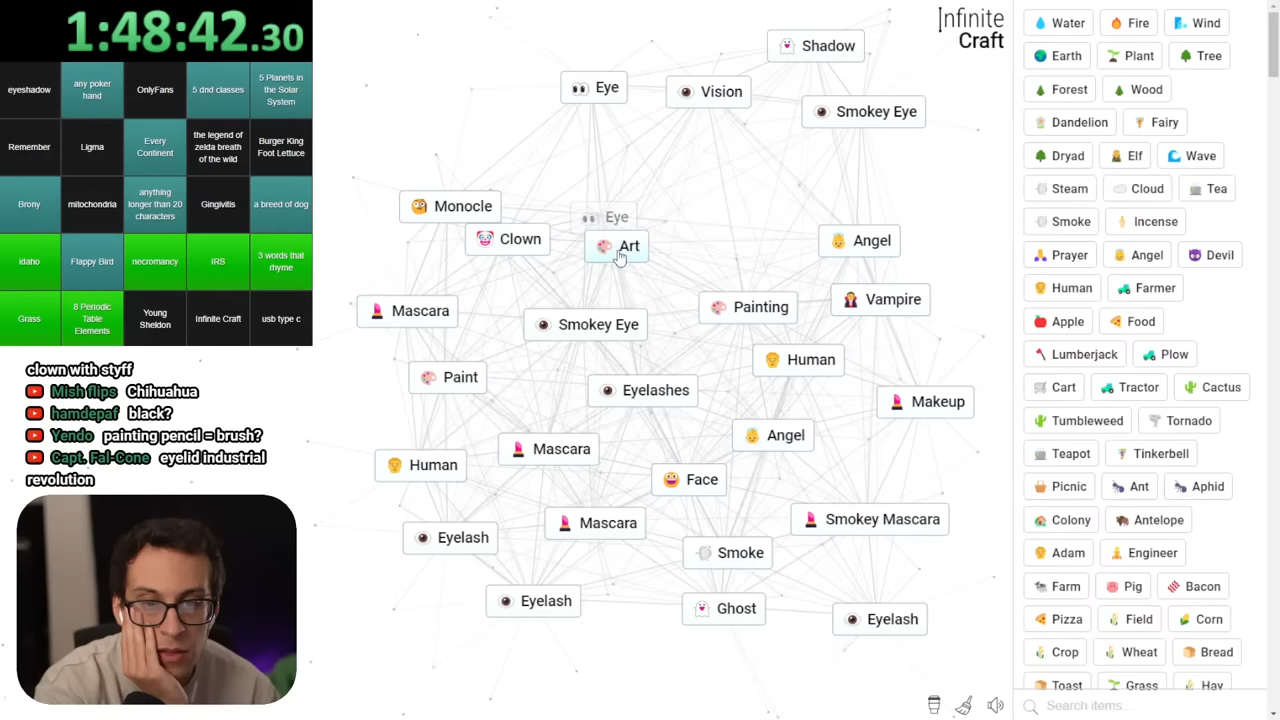 1:48:42.30
eyeshadow
any poker
hand
OnlyFans
5 dnd classes
5 Planets in
the Solar
System
Remember
Ligma
Every
Continent
the legend of
zelda breath
of the wild
Burger King
Foot Lettuce
Brony
mitochondria
anything
longer than 20
characters
Gingivitis
a breed of dog
idaho
Flappy Bird
necromancy
IRS
3 words that
rhyme
Grass
8 Periodic
Table
Elements
Young
Sheldon
Infinite Craft
usb type c
clown with styff
Mish flips Chihuahua
hamdepaf black?
Yendo painting pencil = brush?
Capt. Fal-Cone eyelid industrial
revolution
Infinite
Craft
Shadow
Eye
Vision
Smokey Eye
Monocle
Eye
Clown
Art
Angel
Mascara
Smokey Eye
Painting
Vampire
Human
Paint
Eyelashes
Makeup
Mascara
Angel
Human
Face
Mascara
Smokey Mascara
Eyelash
Smoke
Eyelash
Ghost
Eyelash
Water
Fire
Wind
Earth
Plant
Tree
Forest
Wood
Dandelion
Fairy
Dryad
Elf
Wave
Steam
Cloud
Tea
Smoke
Incense
Prayer
Angel
Devil
Human
Farmer
Apple
Food
Lumberjack
Plow
Cart
Tractor
Cactus
Tumbleweed
Tornado
Teapot
Tinkerbell
Picnic
Ant
Aphid
Colony
Antelope
Adam
Engineer
Farm
Pig
Bacon
Pizza
Field
Corn
Crop
Wheat
Bread
Toast
Grass
Hay
Search items...